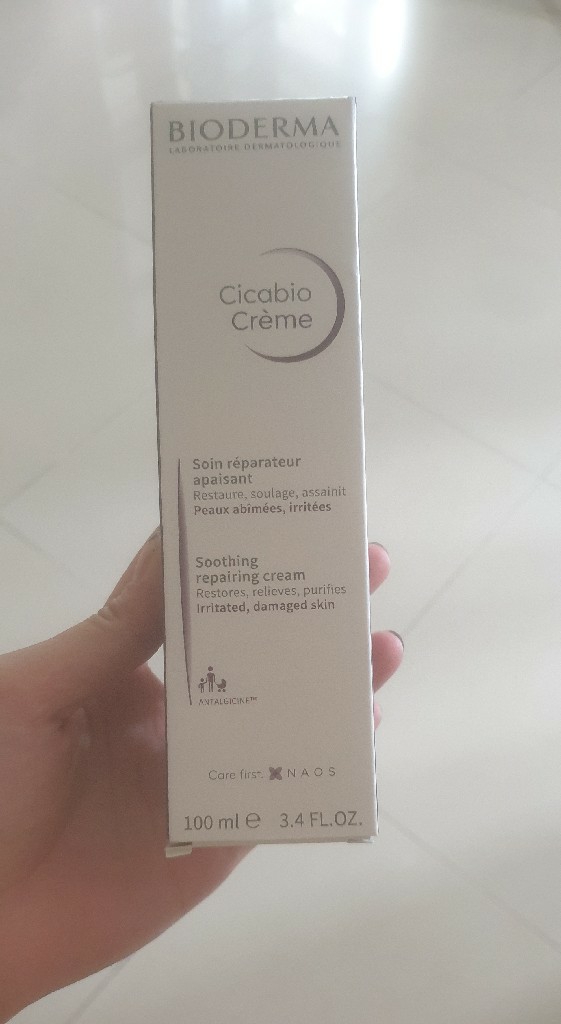 BIODERMA
LABORATOIRE DERMATOLOGIQUE
Cicabio
Crème
Soin réparateur
apaisant
Restaure, soulage, assainit
Peaux abîmées, irritées
Soothing
repairing cream
Restores, relieves, purifies
Irritated, damaged skin
ANTALGICINE™
Care first. NAOS
100 ml ℮ 3.4 FL.OZ.